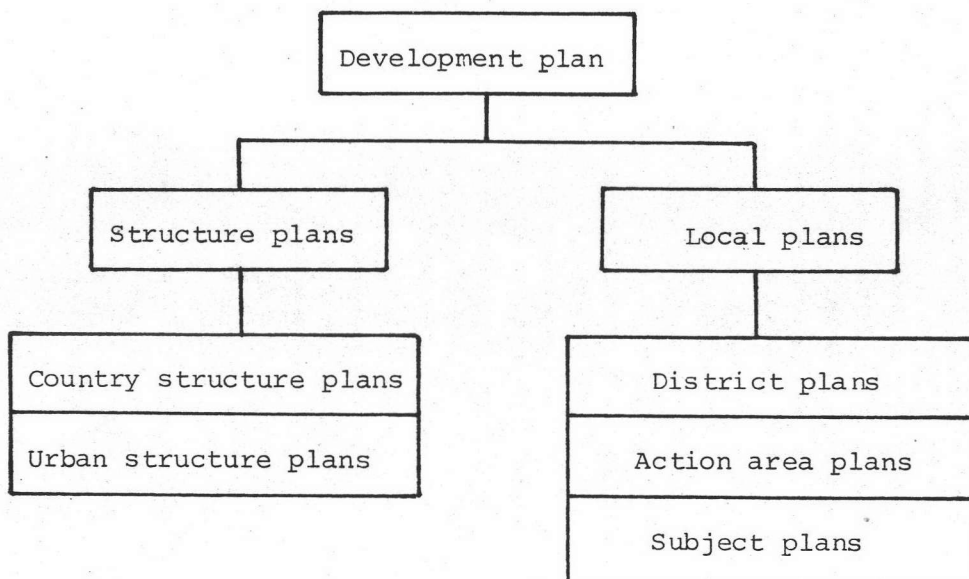 Development plan
Structure plans
Local plans
Country structure plans
Urban structure plans
District plans
Action area plans
Subject plans